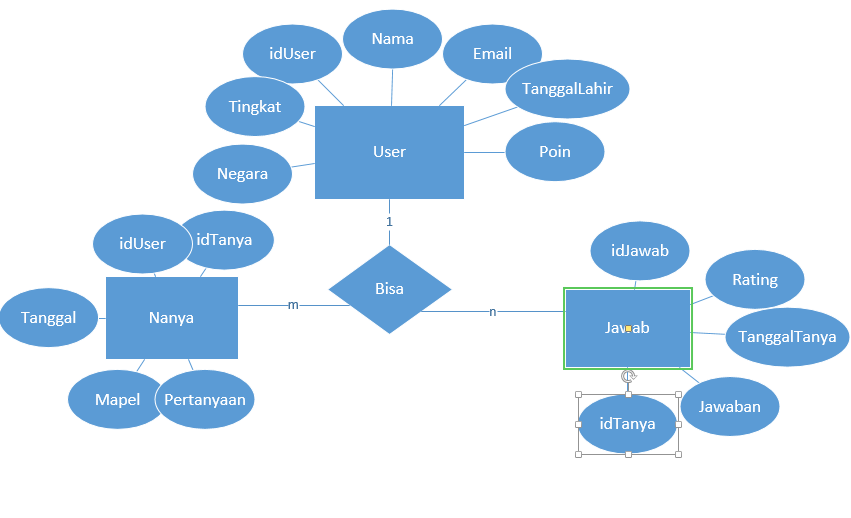 Nama
idUser
Email
TanggalLahir
Tingkat
User
Poin
Negara
1
idUser
idTanya
idJawab
Rating
Bisa
m
n
Tanggal
Nanya
Jawab
TanggalTanya
Mapel
Pertanyaan
Jawaban
idTanya